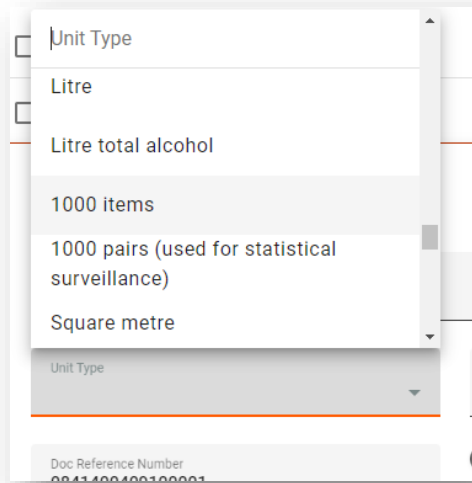 Unit Type
Litre
Litre total alcohol
1000 items
1000 pairs (used for statistical
surveillance)
Square metre
Unit Type
Doc Reference Number